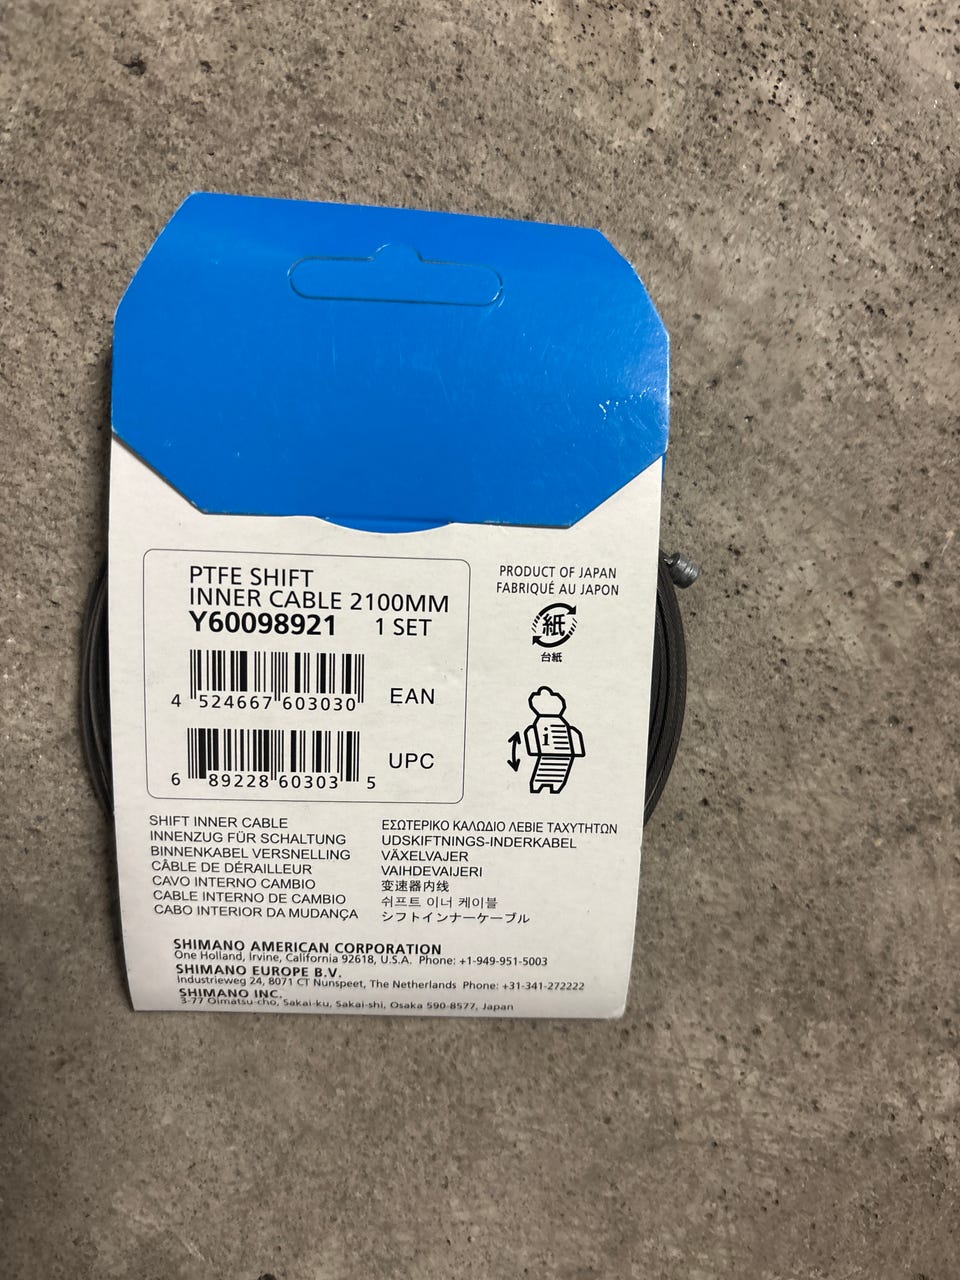 PTFE SHIFT
INNER CABLE 2100MM
Y60098921 1 SET
4 524667 603030 EAN
6 89228 60303 5 UPC
PRODUCT OF JAPAN
FABRIQUÉ AU JAPON
紙
台紙
i
SHIFT INNER CABLE
INNENZUG FÜR SCHALTUNG
BINNENKABEL VERSNELLING
CÂBLE DE DÉRAILLEUR
CAVO INTERNO CAMBIO
CABLE INTERNO DE CAMBIO
CABO INTERIOR DA MUDANÇA
ΕΣΩΤΕΡΙΚΟ ΚΑΛΩΔΙΟ ΛΕΒΙΕ ΤΑΧΥΤΗΤΩΝ
UDSKIFTNINGS-INDERKABEL
VÄXELVAJER
VAIHDEVAIJERI
变速器内线
쉬프트 이너 케이블
シフトインナーケーブル
SHIMANO AMERICAN CORPORATION
One Holland, Irvine, California 92618, U.S.A. Phone: +1-949-951-5003
SHIMANO EUROPE B.V.
Industrieweg 24, 8071 CT Nunspeet, The Netherlands Phone: +31-341-272222
SHIMANO INC.
3-77 Oimatsu-cho, Sakai-ku, Sakai-shi, Osaka 590-8577, Japan